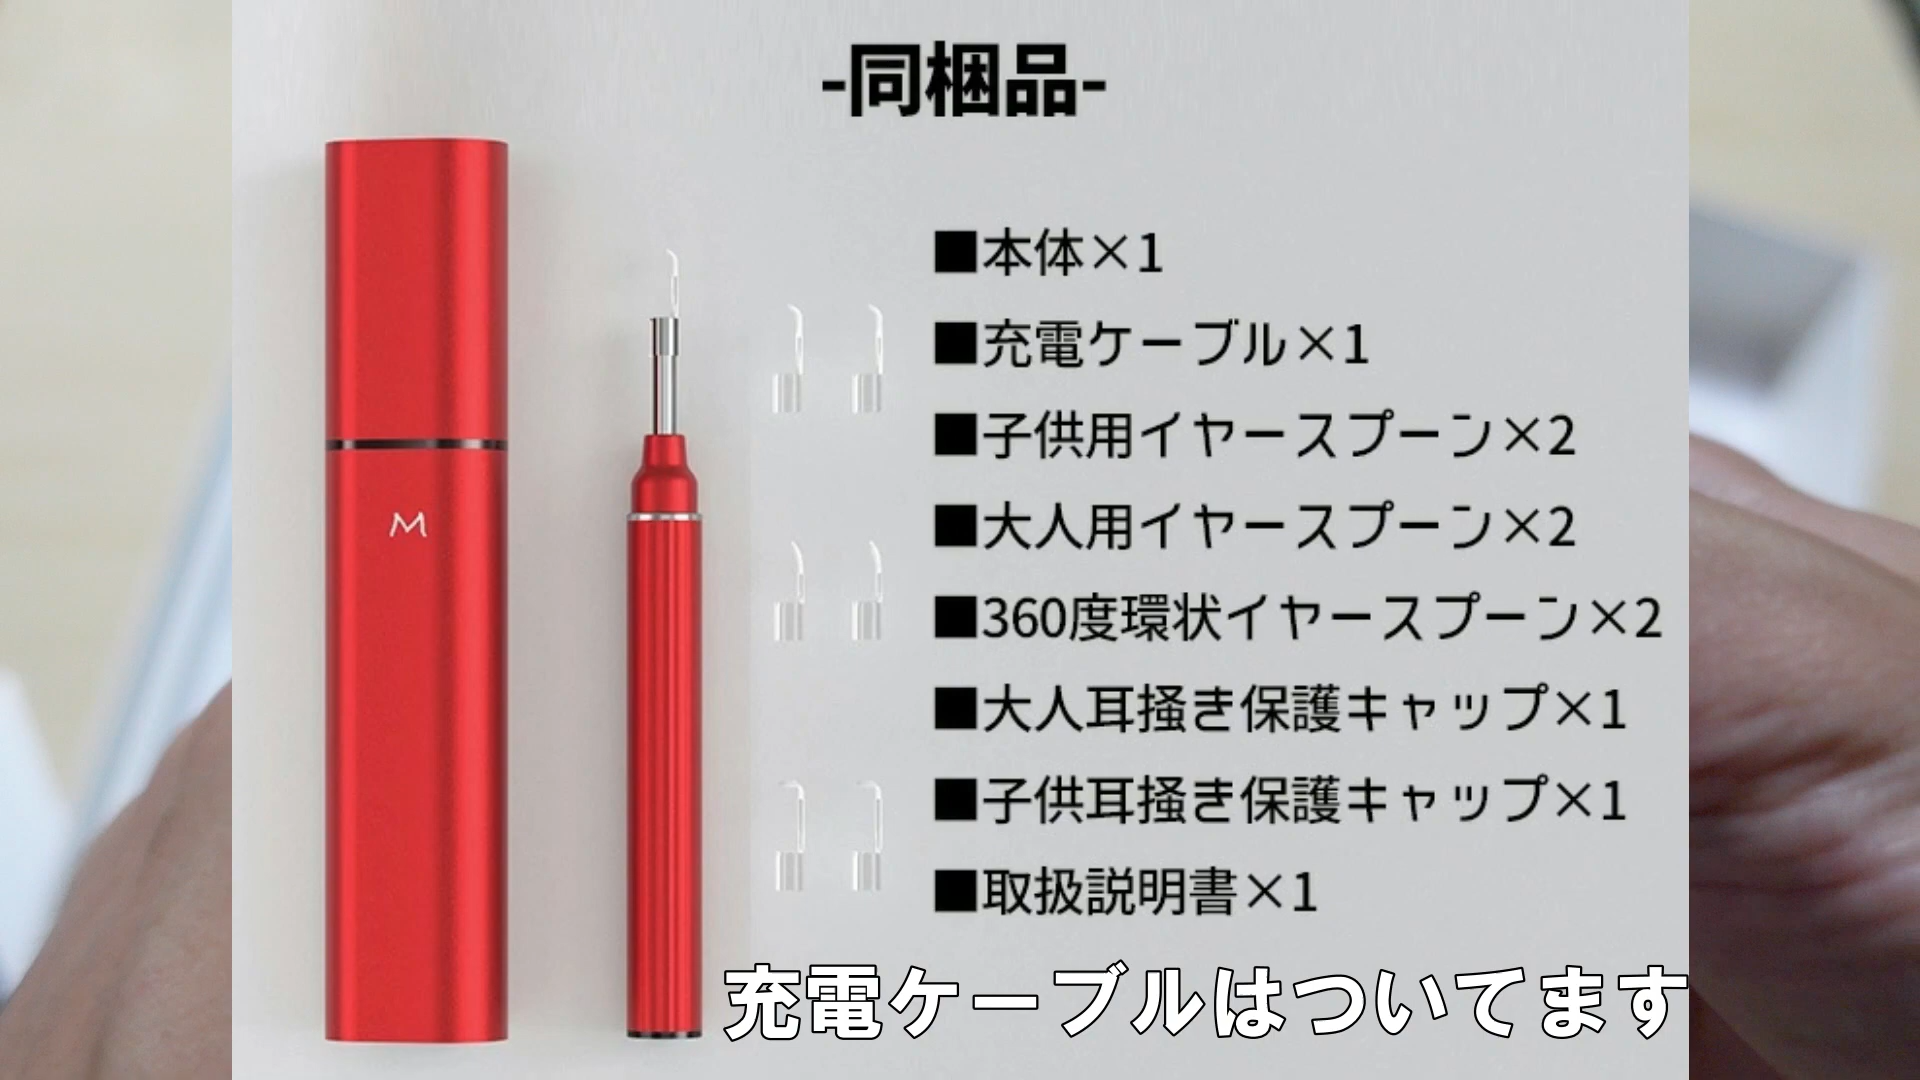 -同梱品-
■本体×1
■充電ケーブル×1
■子供用イヤースプーン×2
■大人用イヤースプーン×2
■360度環状イヤースプーン×2
■大人耳掻き保護キャップ×1
■子供耳掻き保護キャップ×1
■取扱説明書×1
M
充電ケーブルはついてます